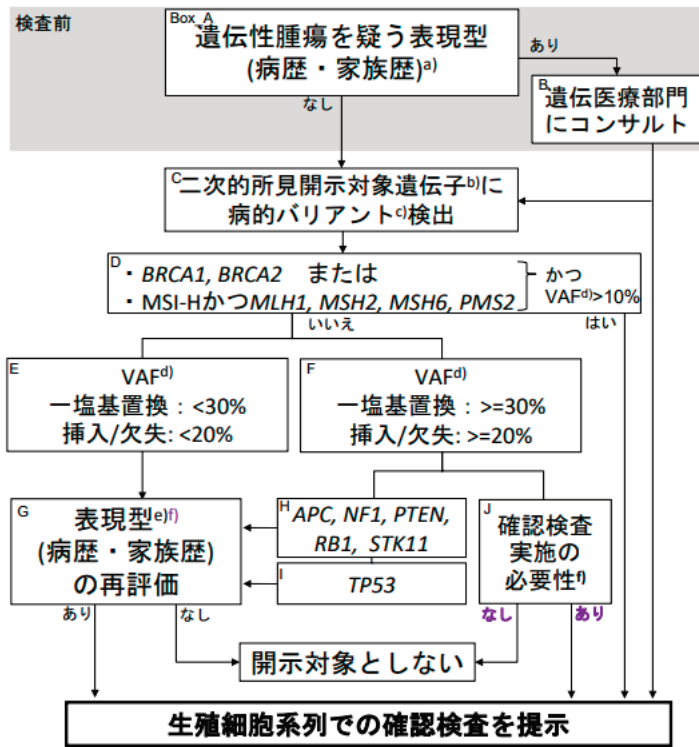 検査前
Box A
遺伝性腫瘍を疑う表現型
(病歴・家族歴)a)
あり
なし
B
遺伝医療部門
にコンサルト
C
二次的所見開示対象遺伝子b)に
病的バリアントc)検出
D
・BRCA1, BRCA2 または
・MSI-HかつMLH1, MSH2, MSH6, PMS2
かつ
VAFd)>10%
いいえ
はい
E
VAFd)
一塩基置換：<30%
挿入/欠失: <20%
F
VAFd)
一塩基置換：>=30%
挿入/欠失: >=20%
G
表現型e)f)
(病歴・家族歴)
の再評価
H
APC, NF1, PTEN,
RB1, STK11
I
TP53
J
確認検査
実施の
必要性f)
あり
なし
なし
あり
開示対象としない
生殖細胞系列での確認検査を提示